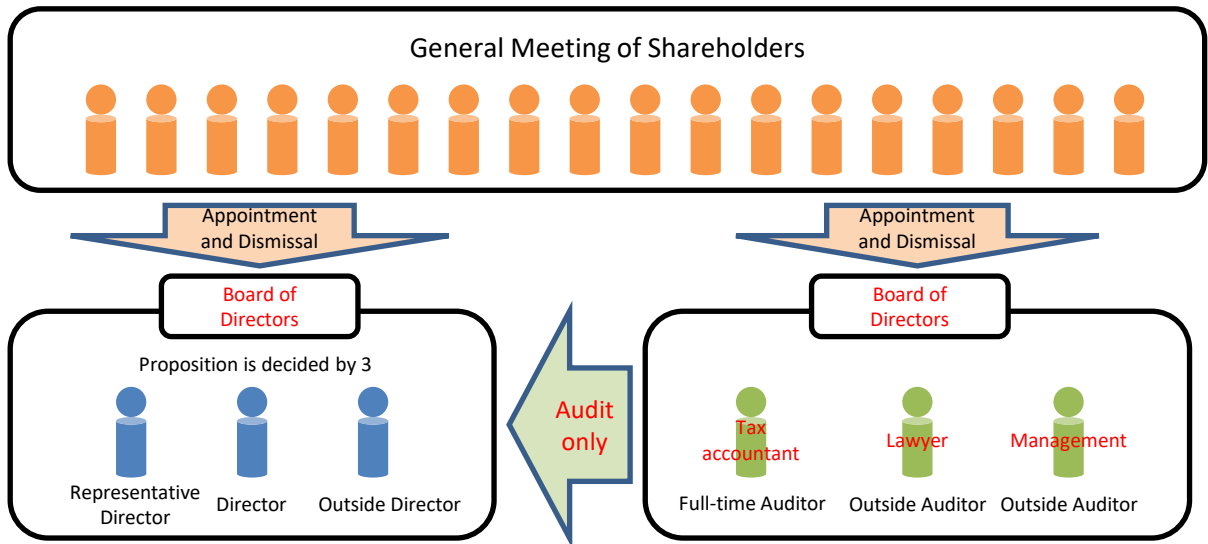 General Meeting of Shareholders
Appointment
and Dismissal
Appointment
and Dismissal
Board of
Directors
Proposition is decided by 3
Representative
Director
Director
Outside Director
Audit
only
Board of
Directors
Tax
accountant
Lawyer
Management
Full-time Auditor
Outside Auditor
Outside Auditor